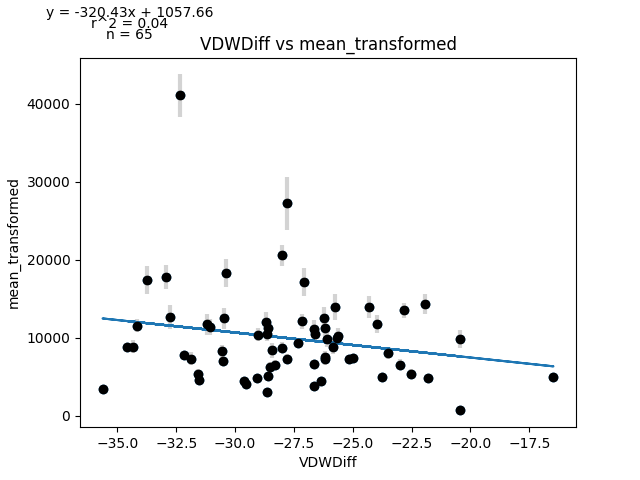 y = -320.43x + 1057.66
r^2 = 0.04
n = 65
VDWDiff vs mean_transformed
mean_transformed
40000
30000
20000
10000
0
−35.0 −32.5 −30.0 −27.5 −25.0 −22.5 −20.0 −17.5
VDWDiff